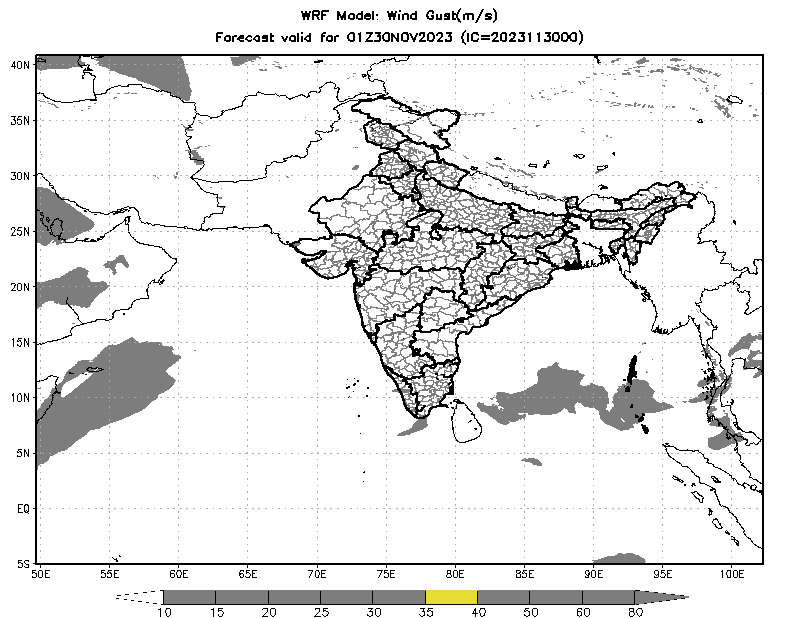 WRF Model: Wind Gust(m/s)
Forecast valid for 01Z30NOV2023 (IC=2023113000)
40N
35N
30N
25N
20N
15N
10N
5N
EQ
5S
50E 55E 60E 65E 70E 75E 80E 85E 90E 95E 100E
10 15 20 25 30 35 40 50 60 80